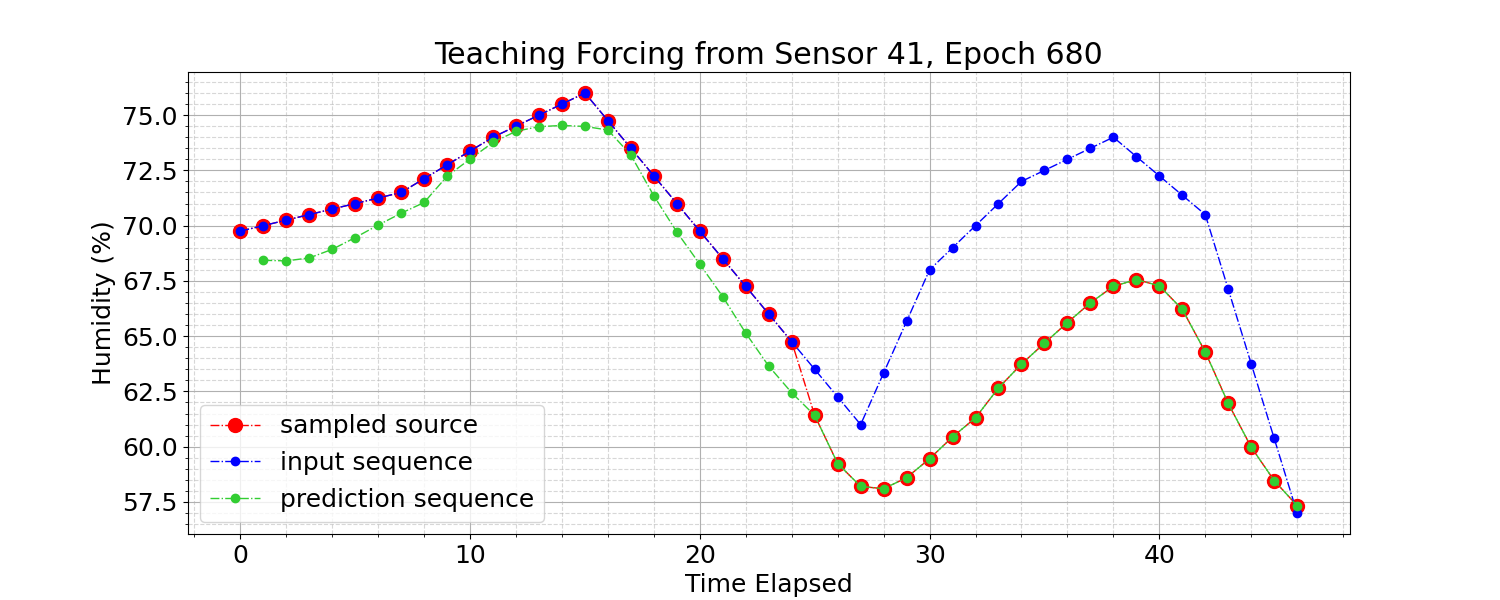 Teaching Forcing from Sensor 41, Epoch 680
Humidity (%)
75.0
72.5
70.0
67.5
65.0
62.5
60.0
57.5
sampled source
input sequence
prediction sequence
0 10 20 30 40
Time Elapsed